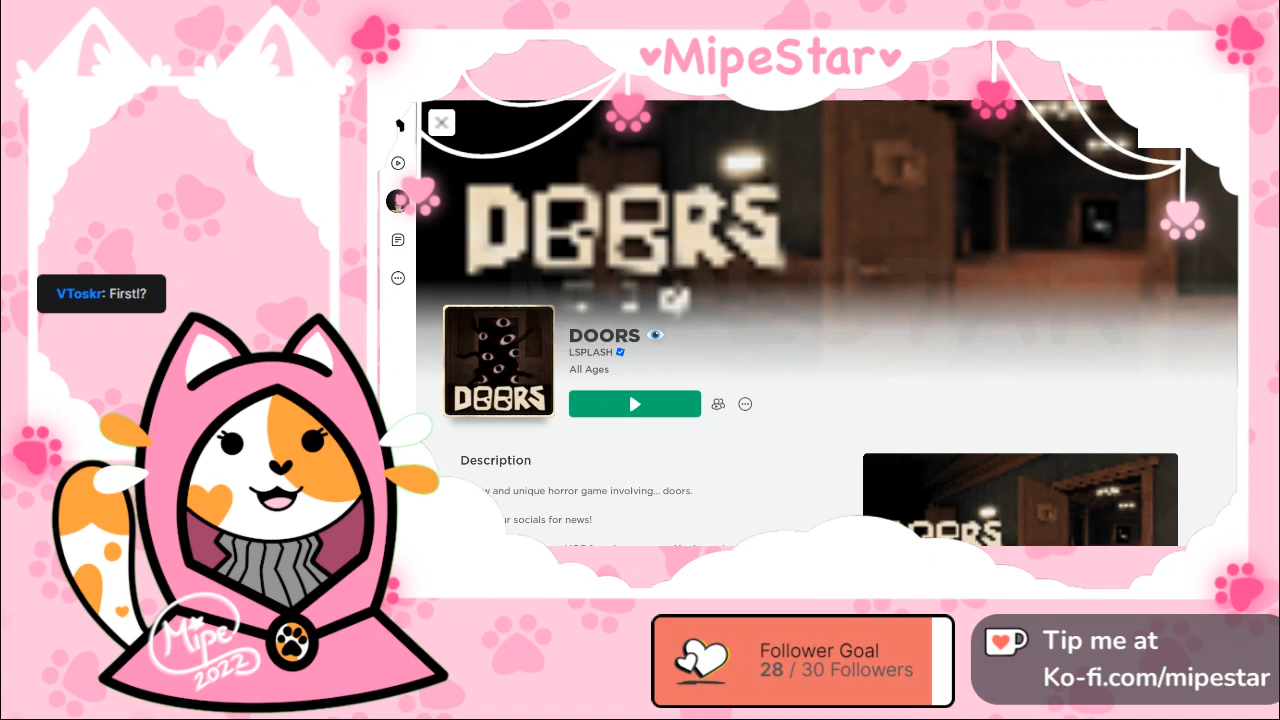 ♥MipeStar♥
VToskr: First!?
DOORS
DOORS
DOORS 👁
LSPLASH
All Ages
Description
and unique horror game involving... doors.
socials for news!
Mipe
2022
Follower Goal
28 / 30 Followers
Tip me at
Ko-fi.com/mipestar